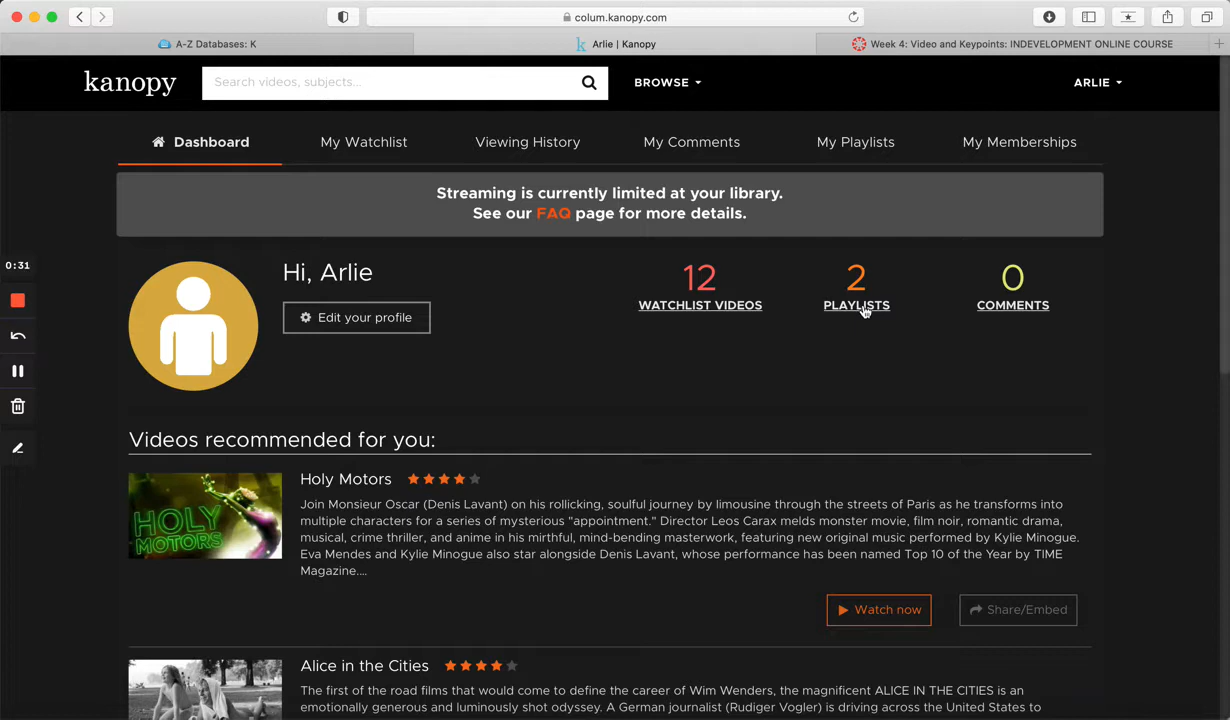 colum.kanopy.com
A-Z Databases: K
k Arlie | Kanopy
Week 4: Video and Keypoints: INDEVELOPMENT ONLINE COURSE
kanopy
Search videos, subjects...
BROWSE
ARLIE
Dashboard
My Watchlist
Viewing History
My Comments
My Playlists
My Memberships
Streaming is currently limited at your library.
See our FAQ page for more details.
0:31
Hi, Arlie
Edit your profile
12
WATCHLIST VIDEOS
2
PLAYLISTS
0
COMMENTS
Videos recommended for you:
HOLY
MOTORS
Holy Motors
Join Monsieur Oscar (Denis Lavant) on his rollicking, soulful journey by limousine through the streets of Paris as he transforms into
multiple characters for a series of mysterious "appointment." Director Leos Carax melds monster movie, film noir, romantic drama,
musical, crime thriller, and anime in his mirthful, mind-bending masterwork, featuring new original music performed by Kylie Minogue.
Eva Mendes and Kylie Minogue also star alongside Denis Lavant, whose performance has been named Top 10 of the Year by TIME
Magazine....
Watch now
Share/Embed
Alice in the Cities
The first of the road films that would come to define the career of Wim Wenders, the magnificent ALICE IN THE CITIES is an
emotionally generous and luminously shot odyssey. A German journalist (Rudiger Vogler) is driving across the United States to